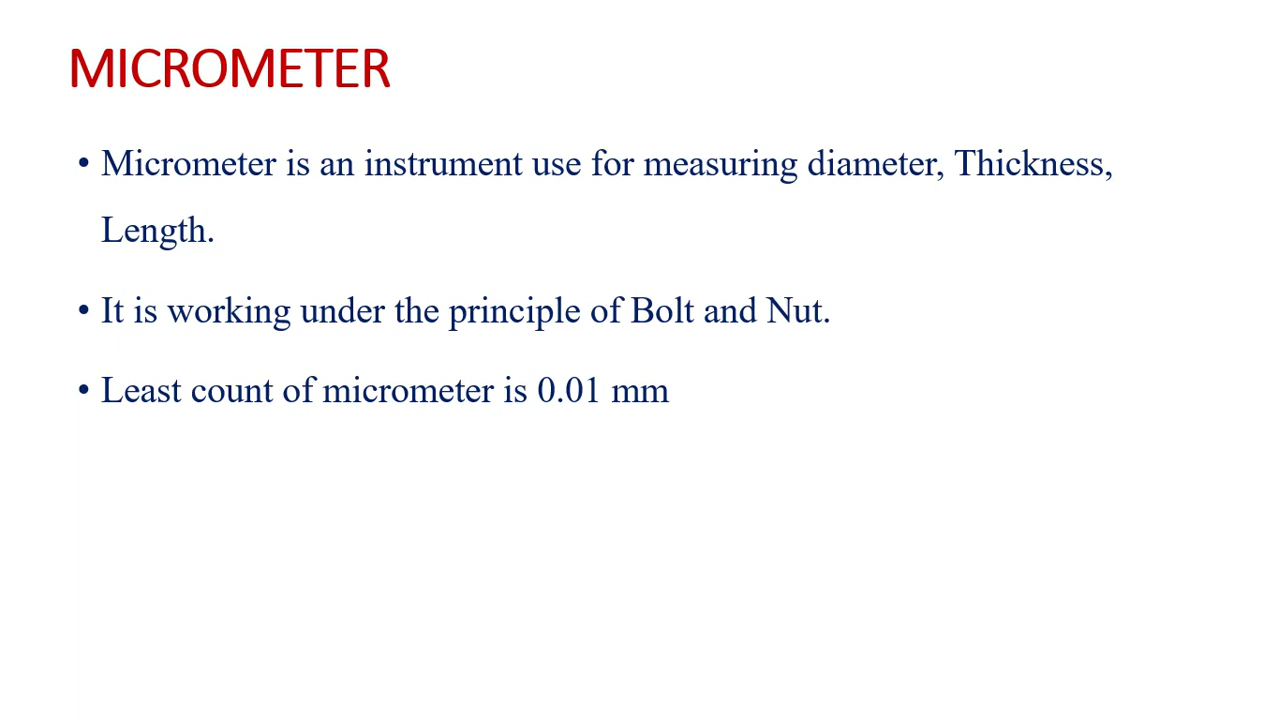 MICROMETER
• Micrometer is an instrument use for measuring diameter, Thickness,
Length.
• It is working under the principle of Bolt and Nut.
• Least count of micrometer is 0.01 mm